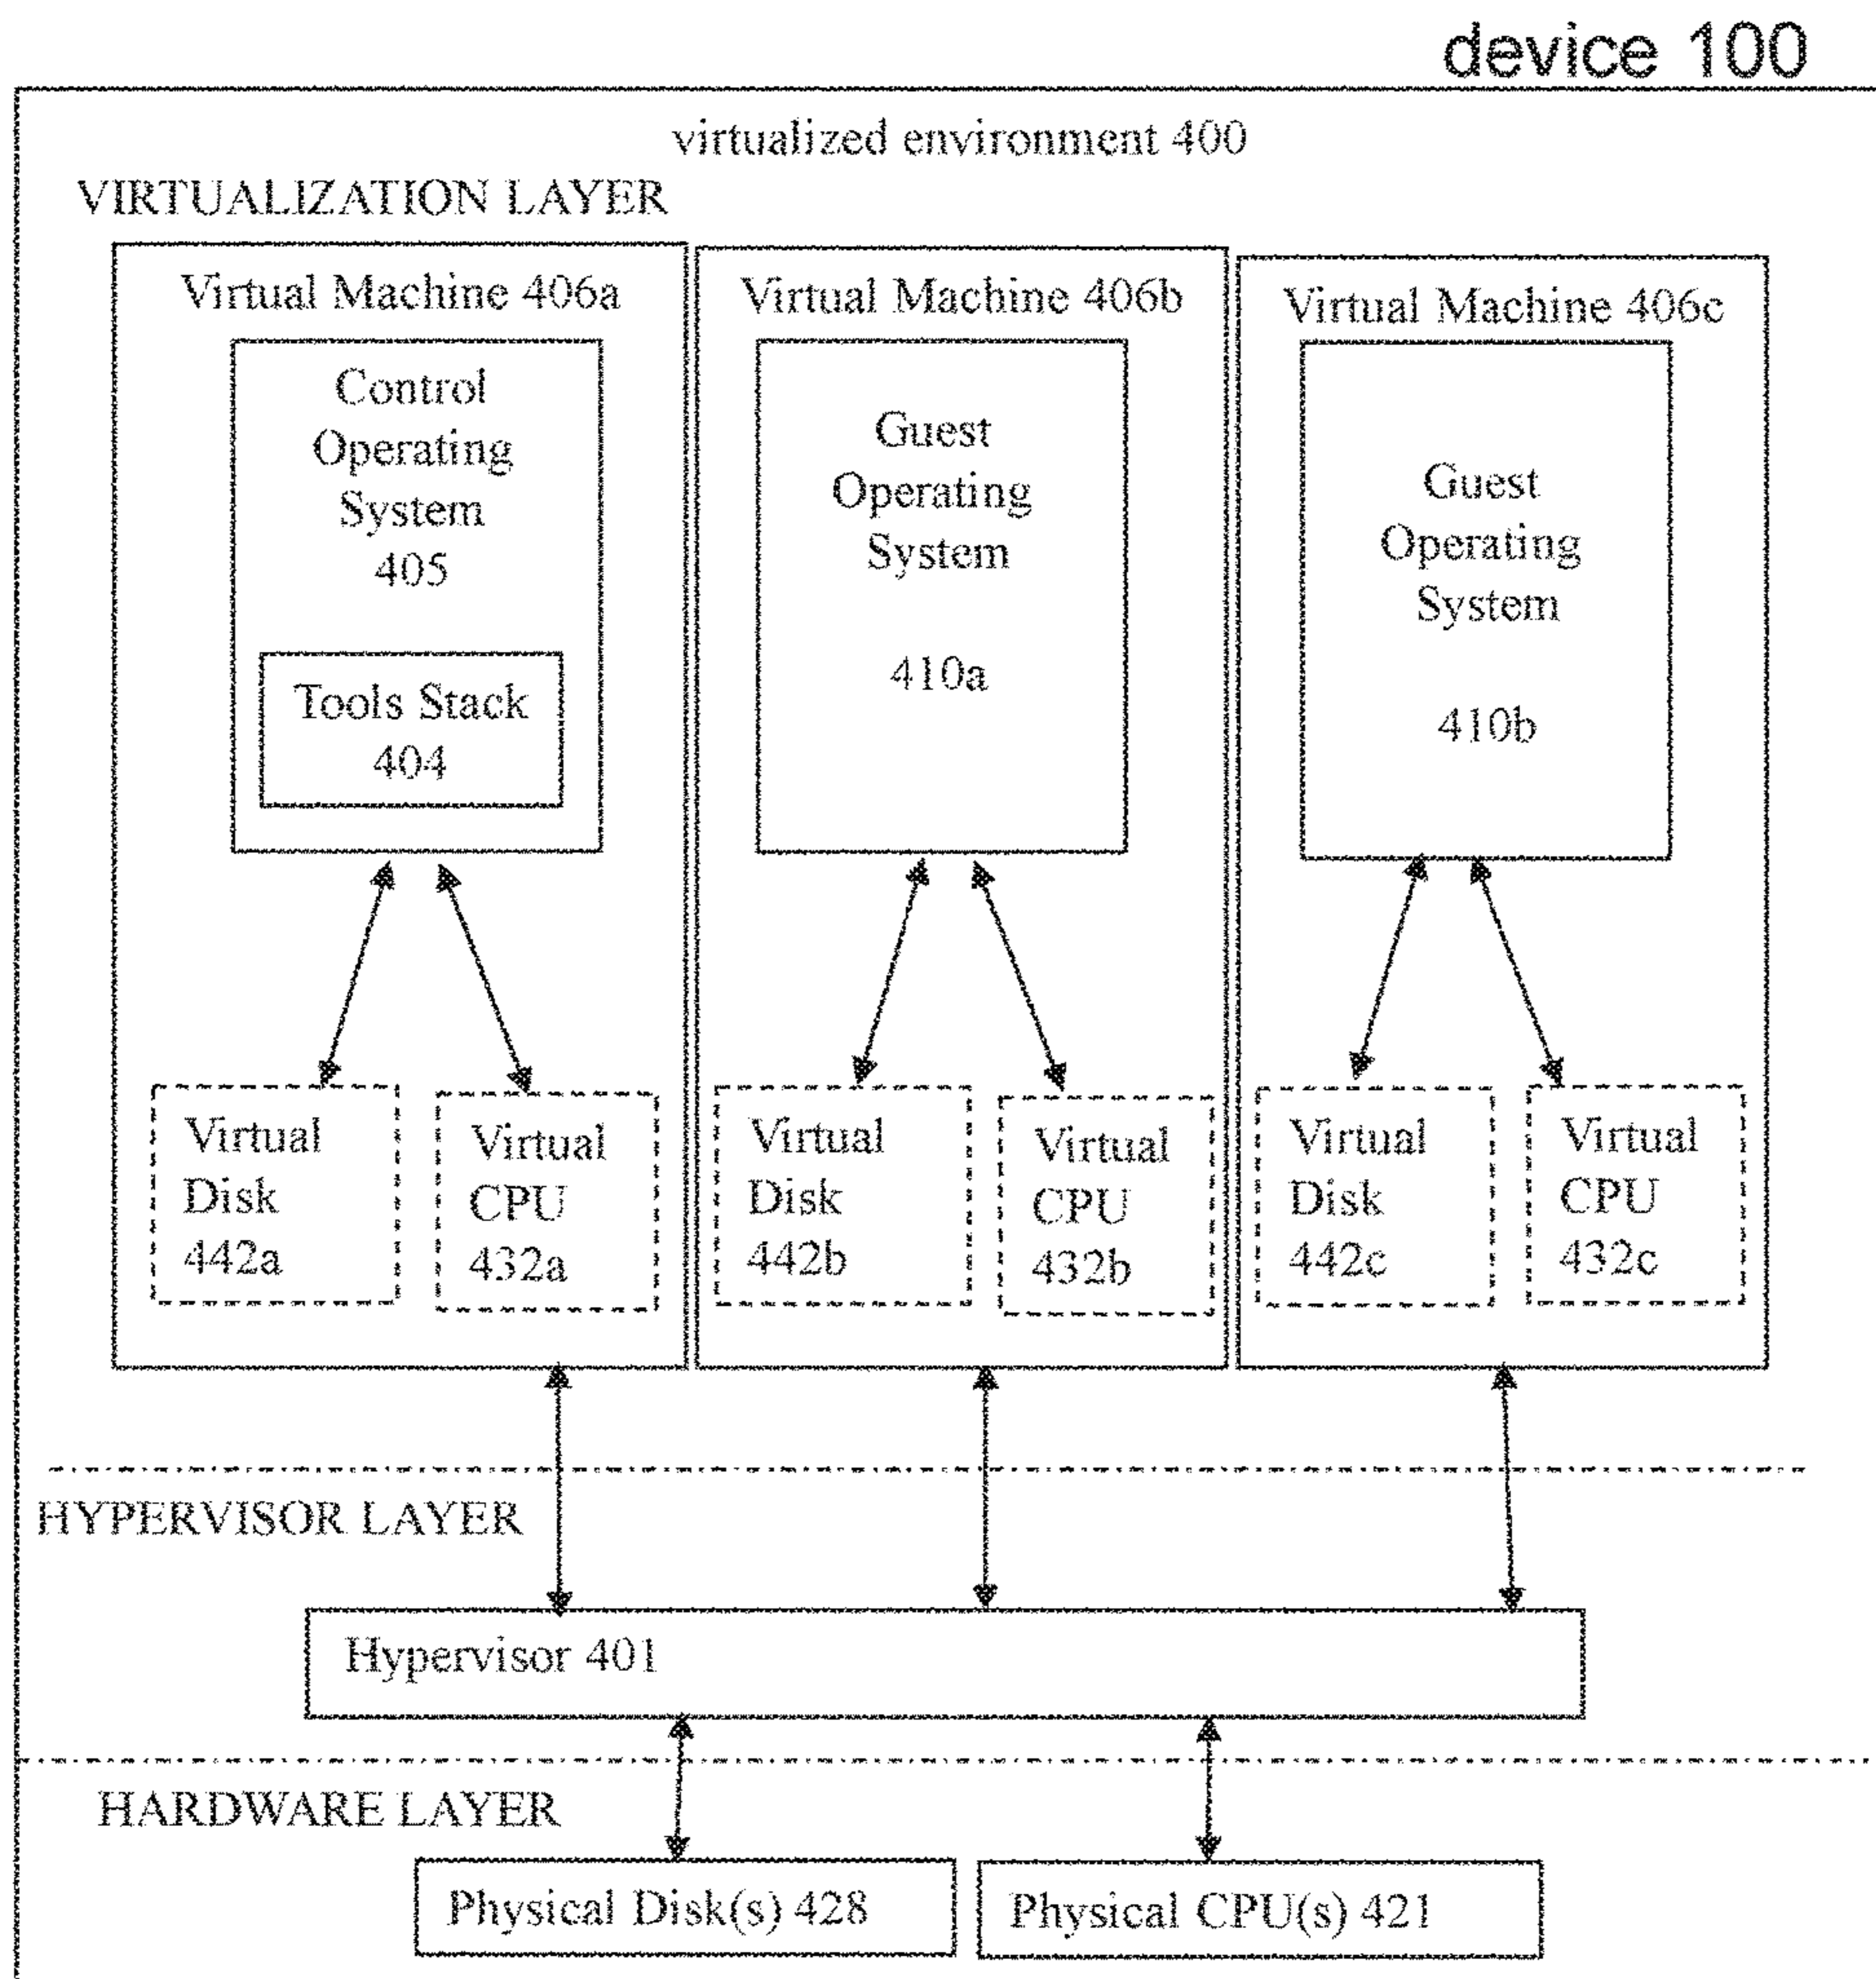 device 100
virtualized environment 400
VIRTUALIZATION LAYER
Virtual Machine 406a
Control
Operating
System
405
Tools Stack
404
Virtual
Disk
442a
Virtual
CPU
432a
Virtual Machine 406b
Guest
Operating
System
410a
Virtual
Disk
442b
Virtual
CPU
432b
Virtual Machine 406c
Guest
Operating
System
410b
Virtual
Disk
442c
Virtual
CPU
432c
HYPERVISOR LAYER
Hypervisor 401
HARDWARE LAYER
Physical Disk(s) 428
Physical CPU(s) 421